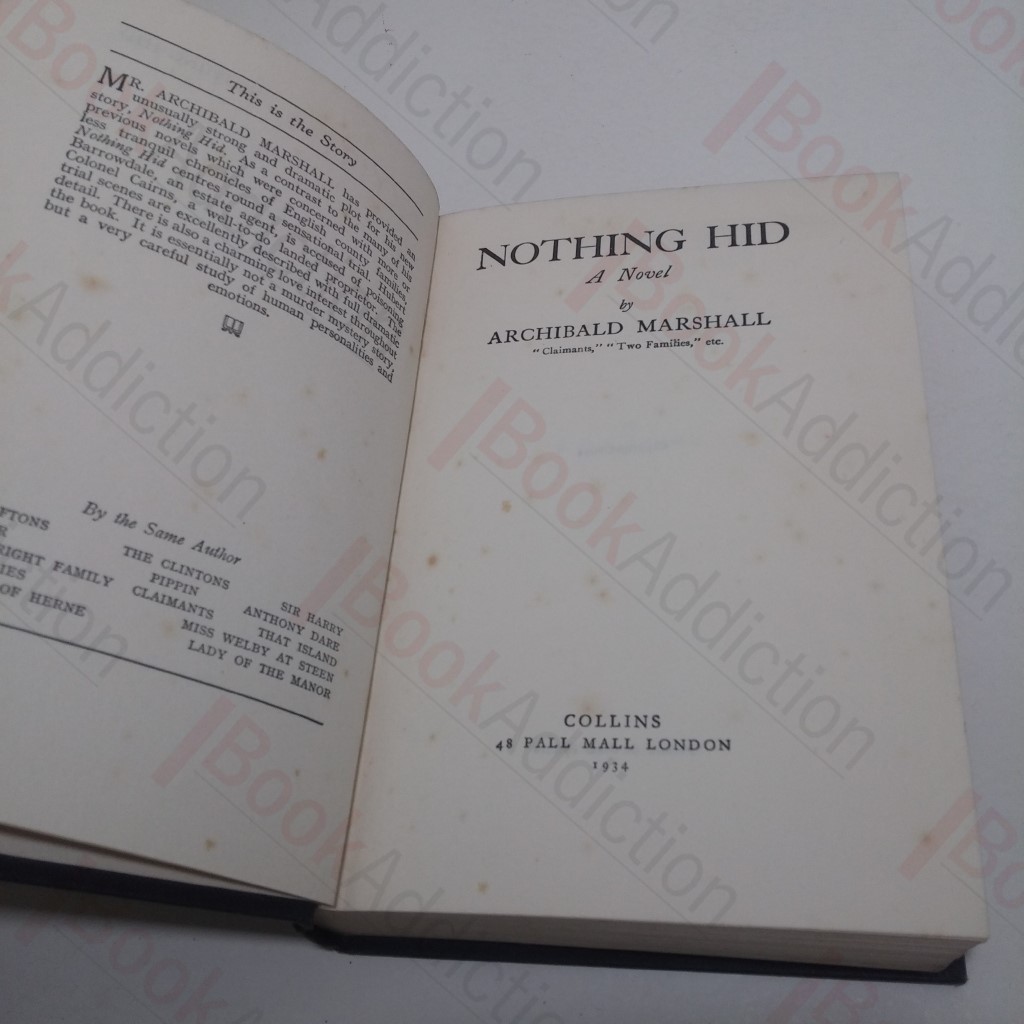 This is the Story
MR. ARCHIBALD MARSHALL has provided an
unusually strong and dramatic plot for his new
story, Nothing Hid. As a contrast to the many of his
previous novels which were concerned with more or
less tranquil chronicles of English county families,
Nothing Hid centres round a sensational trial. Hubert
Barrowdale, an estate agent, is accused of poisoning
Colonel Cairns, a well-to-do landed proprietor. The
trial scenes are excellently described with full dramatic
detail. There is also a charming love interest throughout
the book. It is essentially not a murder mystery story,
but a very careful study of human personalities and
emotions.
By the Same Author
THE CLINTONS SIR HARRY
PIPPIN ANTHONY DARE
FAMILY CLAIMANTS THAT ISLAND
MISS WELBY AT STEEN
OF HERNE LADY OF THE MANOR
NOTHING HID
A Novel
by
ARCHIBALD MARSHALL
"Claimants," "Two Families," etc.
COLLINS
48 PALL MALL LONDON
1934
BookAddiction